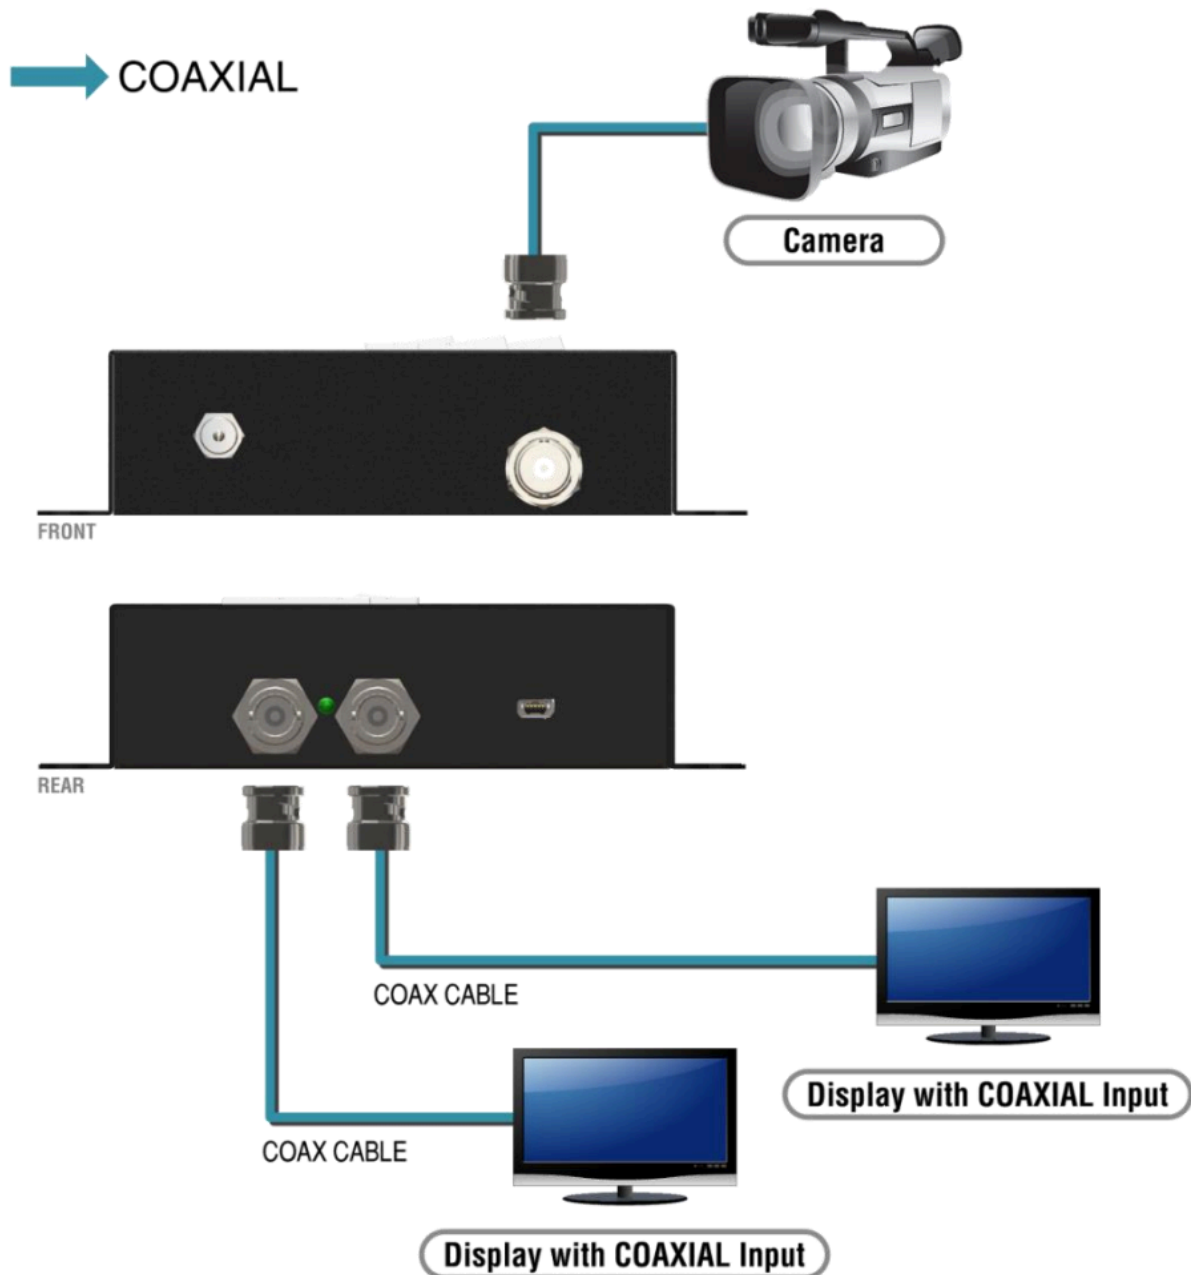 COAXIAL
Camera
FRONT
REAR
COAX CABLE
Display with COAXIAL Input
COAX CABLE
Display with COAXIAL Input